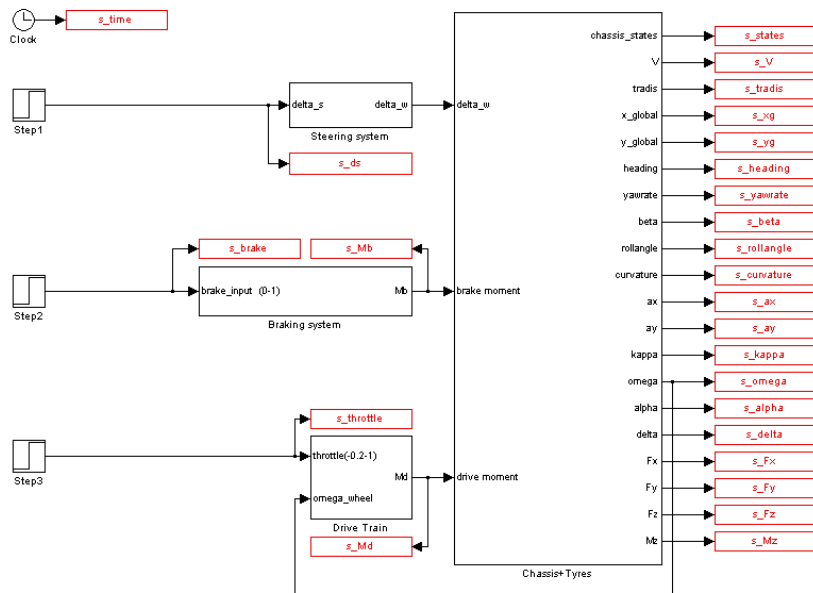 s_time
Clock
Step1
delta_s
delta_w
Steering system
s_ds
s_brake
s_Mb
Step2
brake_input (0-1)
Mb
Braking system
s_throttle
Step3
throttle(-0.2-1)
omega_wheel
Md
Drive Train
s_Md
delta_w
brake moment
drive moment
Chassis+Tyres
chassis_states
s_states
V
s_V
tradis
s_tradis
x_global
s_xg
y_global
s_yg
heading
s_heading
yawrate
s_yawrate
beta
s_beta
rollangle
s_rollangle
curvature
s_curvature
ax
s_ax
ay
s_ay
kappa
s_kappa
omega
s_omega
alpha
s_alpha
delta
s_delta
Fx
s_Fx
Fy
s_Fy
Fz
s_Fz
Mz
s_Mz